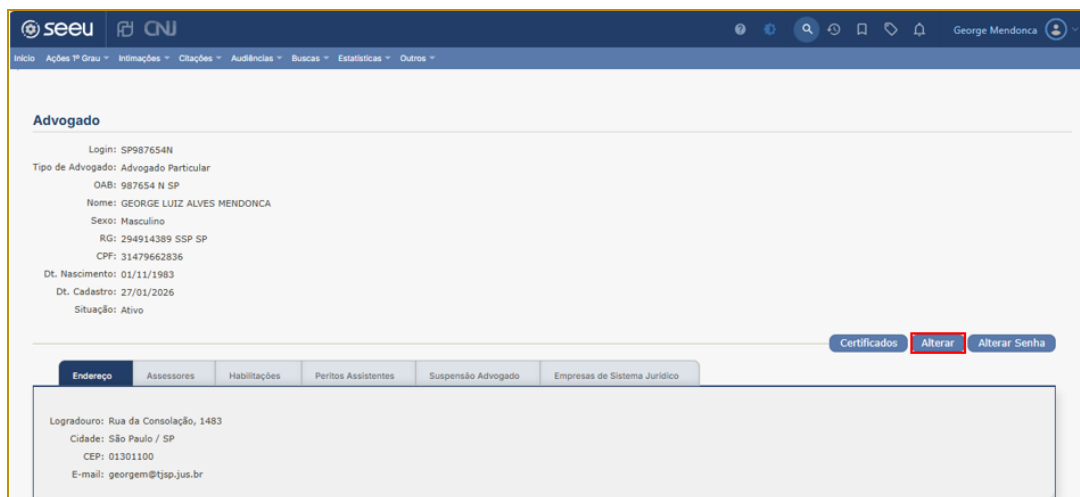 seeu CNJ George Mendonca
Início Ações 1º Grau Intimações Citações Audiências Buscas Estatísticas Outros
Advogado
Login: SP987654N
Tipo de Advogado: Advogado Particular
OAB: 987654 N SP
Nome: GEORGE LUIZ ALVES MENDONCA
Sexo: Masculino
RG: 294914389 SSP SP
CPF: 31479662836
Dt. Nascimento: 01/11/1983
Dt. Cadastro: 27/01/2026
Situação: Ativo
Certificados Alterar Alterar Senha
Endereço Assessores Habilitações Peritos Assistentes Suspensão Advogado Empresas de Sistema Jurídico
Logradouro: Rua da Consolação, 1483
Cidade: São Paulo / SP
CEP: 01301100
E-mail: georgem@tjsp.jus.br